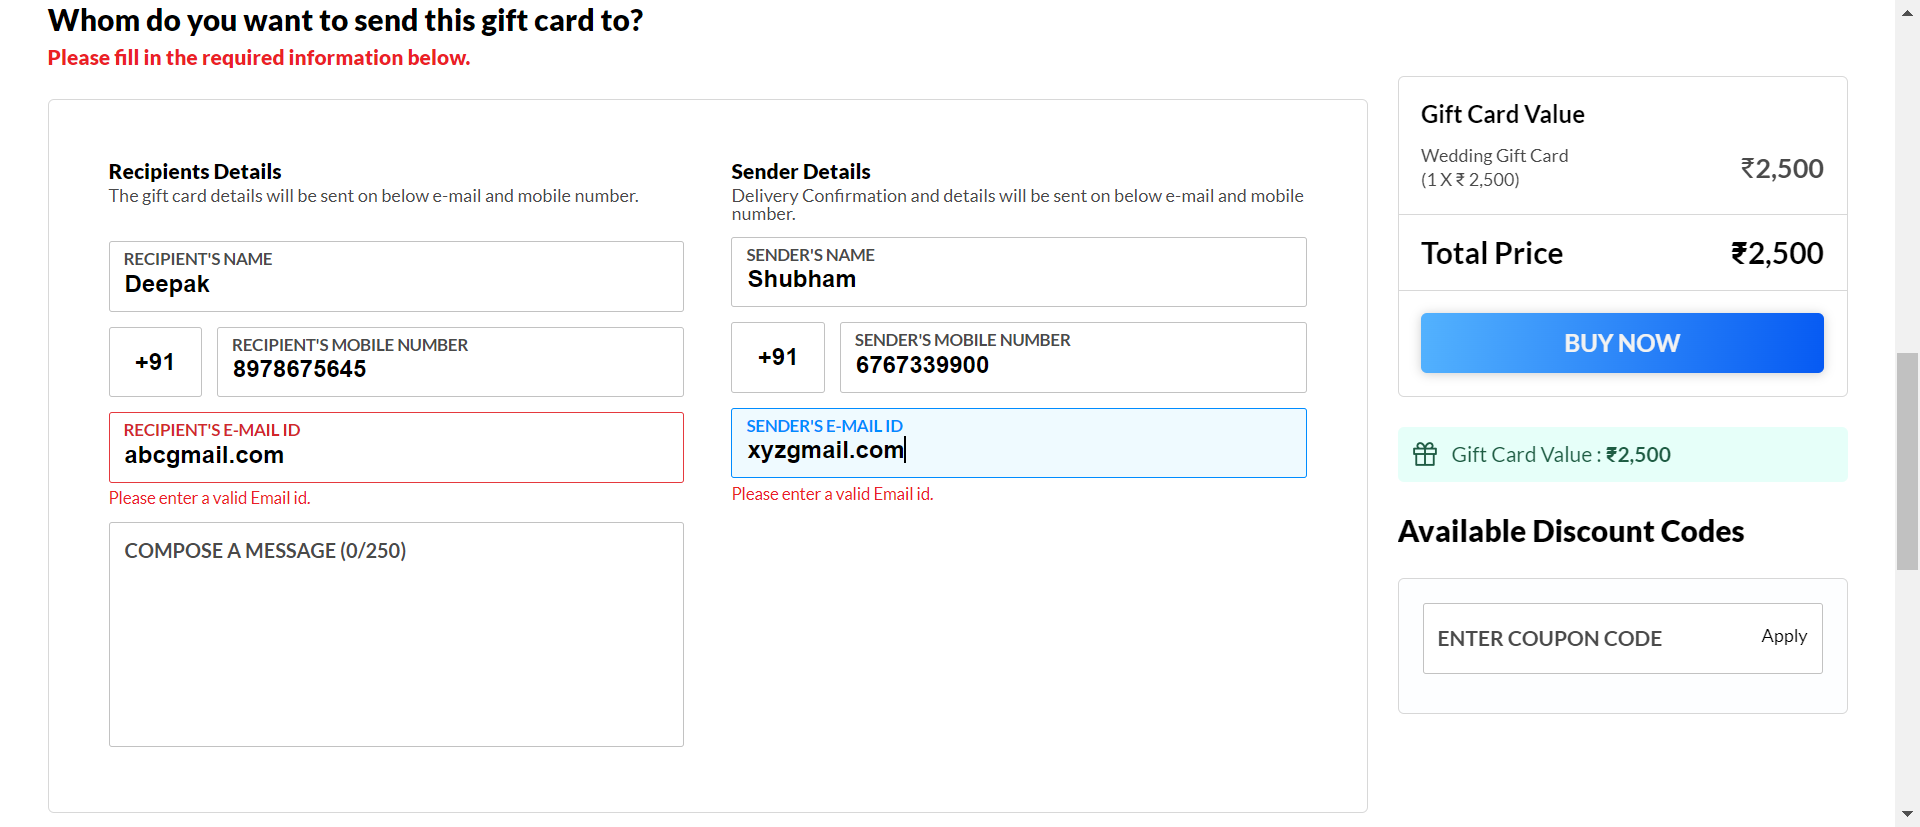 Whom do you want to send this gift card to?
Please fill in the required information below.
Recipients Details
The gift card details will be sent on below e-mail and mobile number.
RECIPIENT'S NAME
Deepak
+91
RECIPIENT'S MOBILE NUMBER
8978675645
RECIPIENT'S E-MAIL ID
abcgmail.com
Please enter a valid Email id.
COMPOSE A MESSAGE (0/250)
Sender Details
Delivery Confirmation and details will be sent on below e-mail and mobile
number.
SENDER'S NAME
Shubham
+91
SENDER'S MOBILE NUMBER
6767339900
SENDER'S E-MAIL ID
xyzgmail.com
Please enter a valid Email id.
Gift Card Value
Wedding Gift Card
(1 X ₹ 2,500)
₹2,500
Total Price ₹2,500
BUY NOW
Gift Card Value : ₹2,500
Available Discount Codes
ENTER COUPON CODE Apply